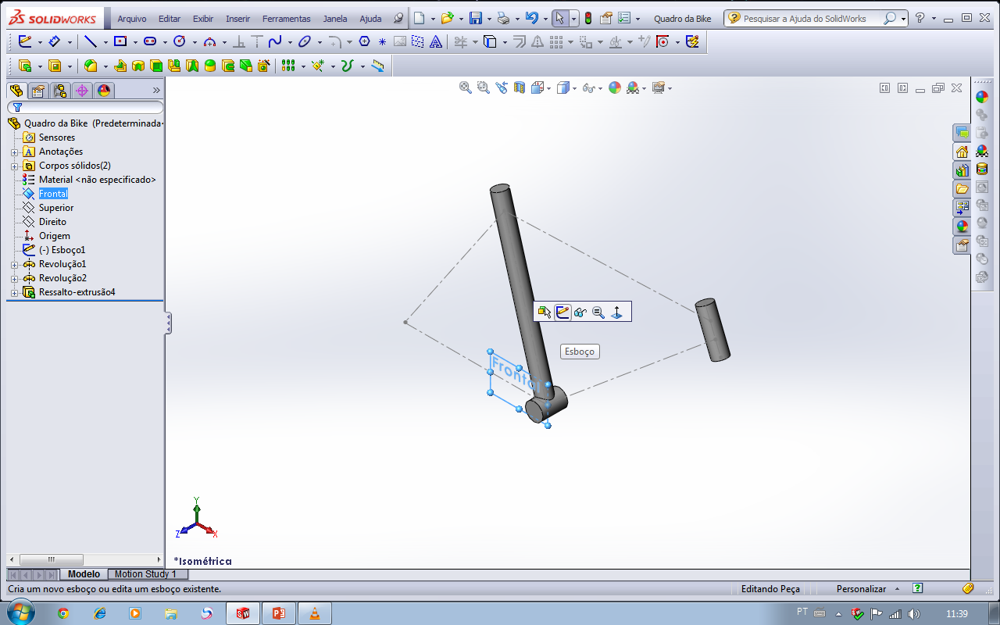 SOLIDWORKS Arquivo Editar Exibir Inserir Ferramentas Janela Ajuda Quadro da Bike Pesquisar a Ajuda do SolidWorks
Quadro da Bike (Predeterminada
Sensores
Anotações
Corpos sólidos(2)
Material <não especificado>
Frontal
Superior
Direito
Origem
(-) Esboço1
Revolução1
Revolução2
Ressalto-extrusão4
Esboço
Frontal
Y
Z
X
*Isométrica
Modelo Motion Study 1
Cria um novo esboço ou edita um esboço existente. Editando Peça Personalizar
PT 11:39